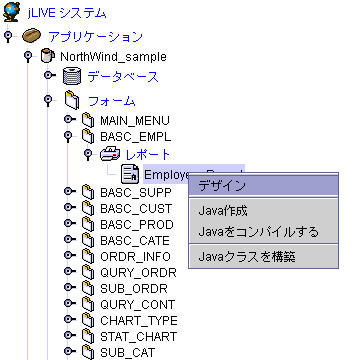 jLIVE システム
アプリケーション
NorthWind_sample
データベース
フォーム
MAIN_MENU
BASC_EMPL
レポート
デザイン
BASC_SUPP
BASC_CUST
Java作成
BASC_PROD
Javaをコンパイルする
BASC_CATE
ORDR_INFO
Javaクラスを構築
QURY_ORDR
SUB_ORDR
QURY_CONT
CHART_TYPE
STAT_CHART
SUB_CAT